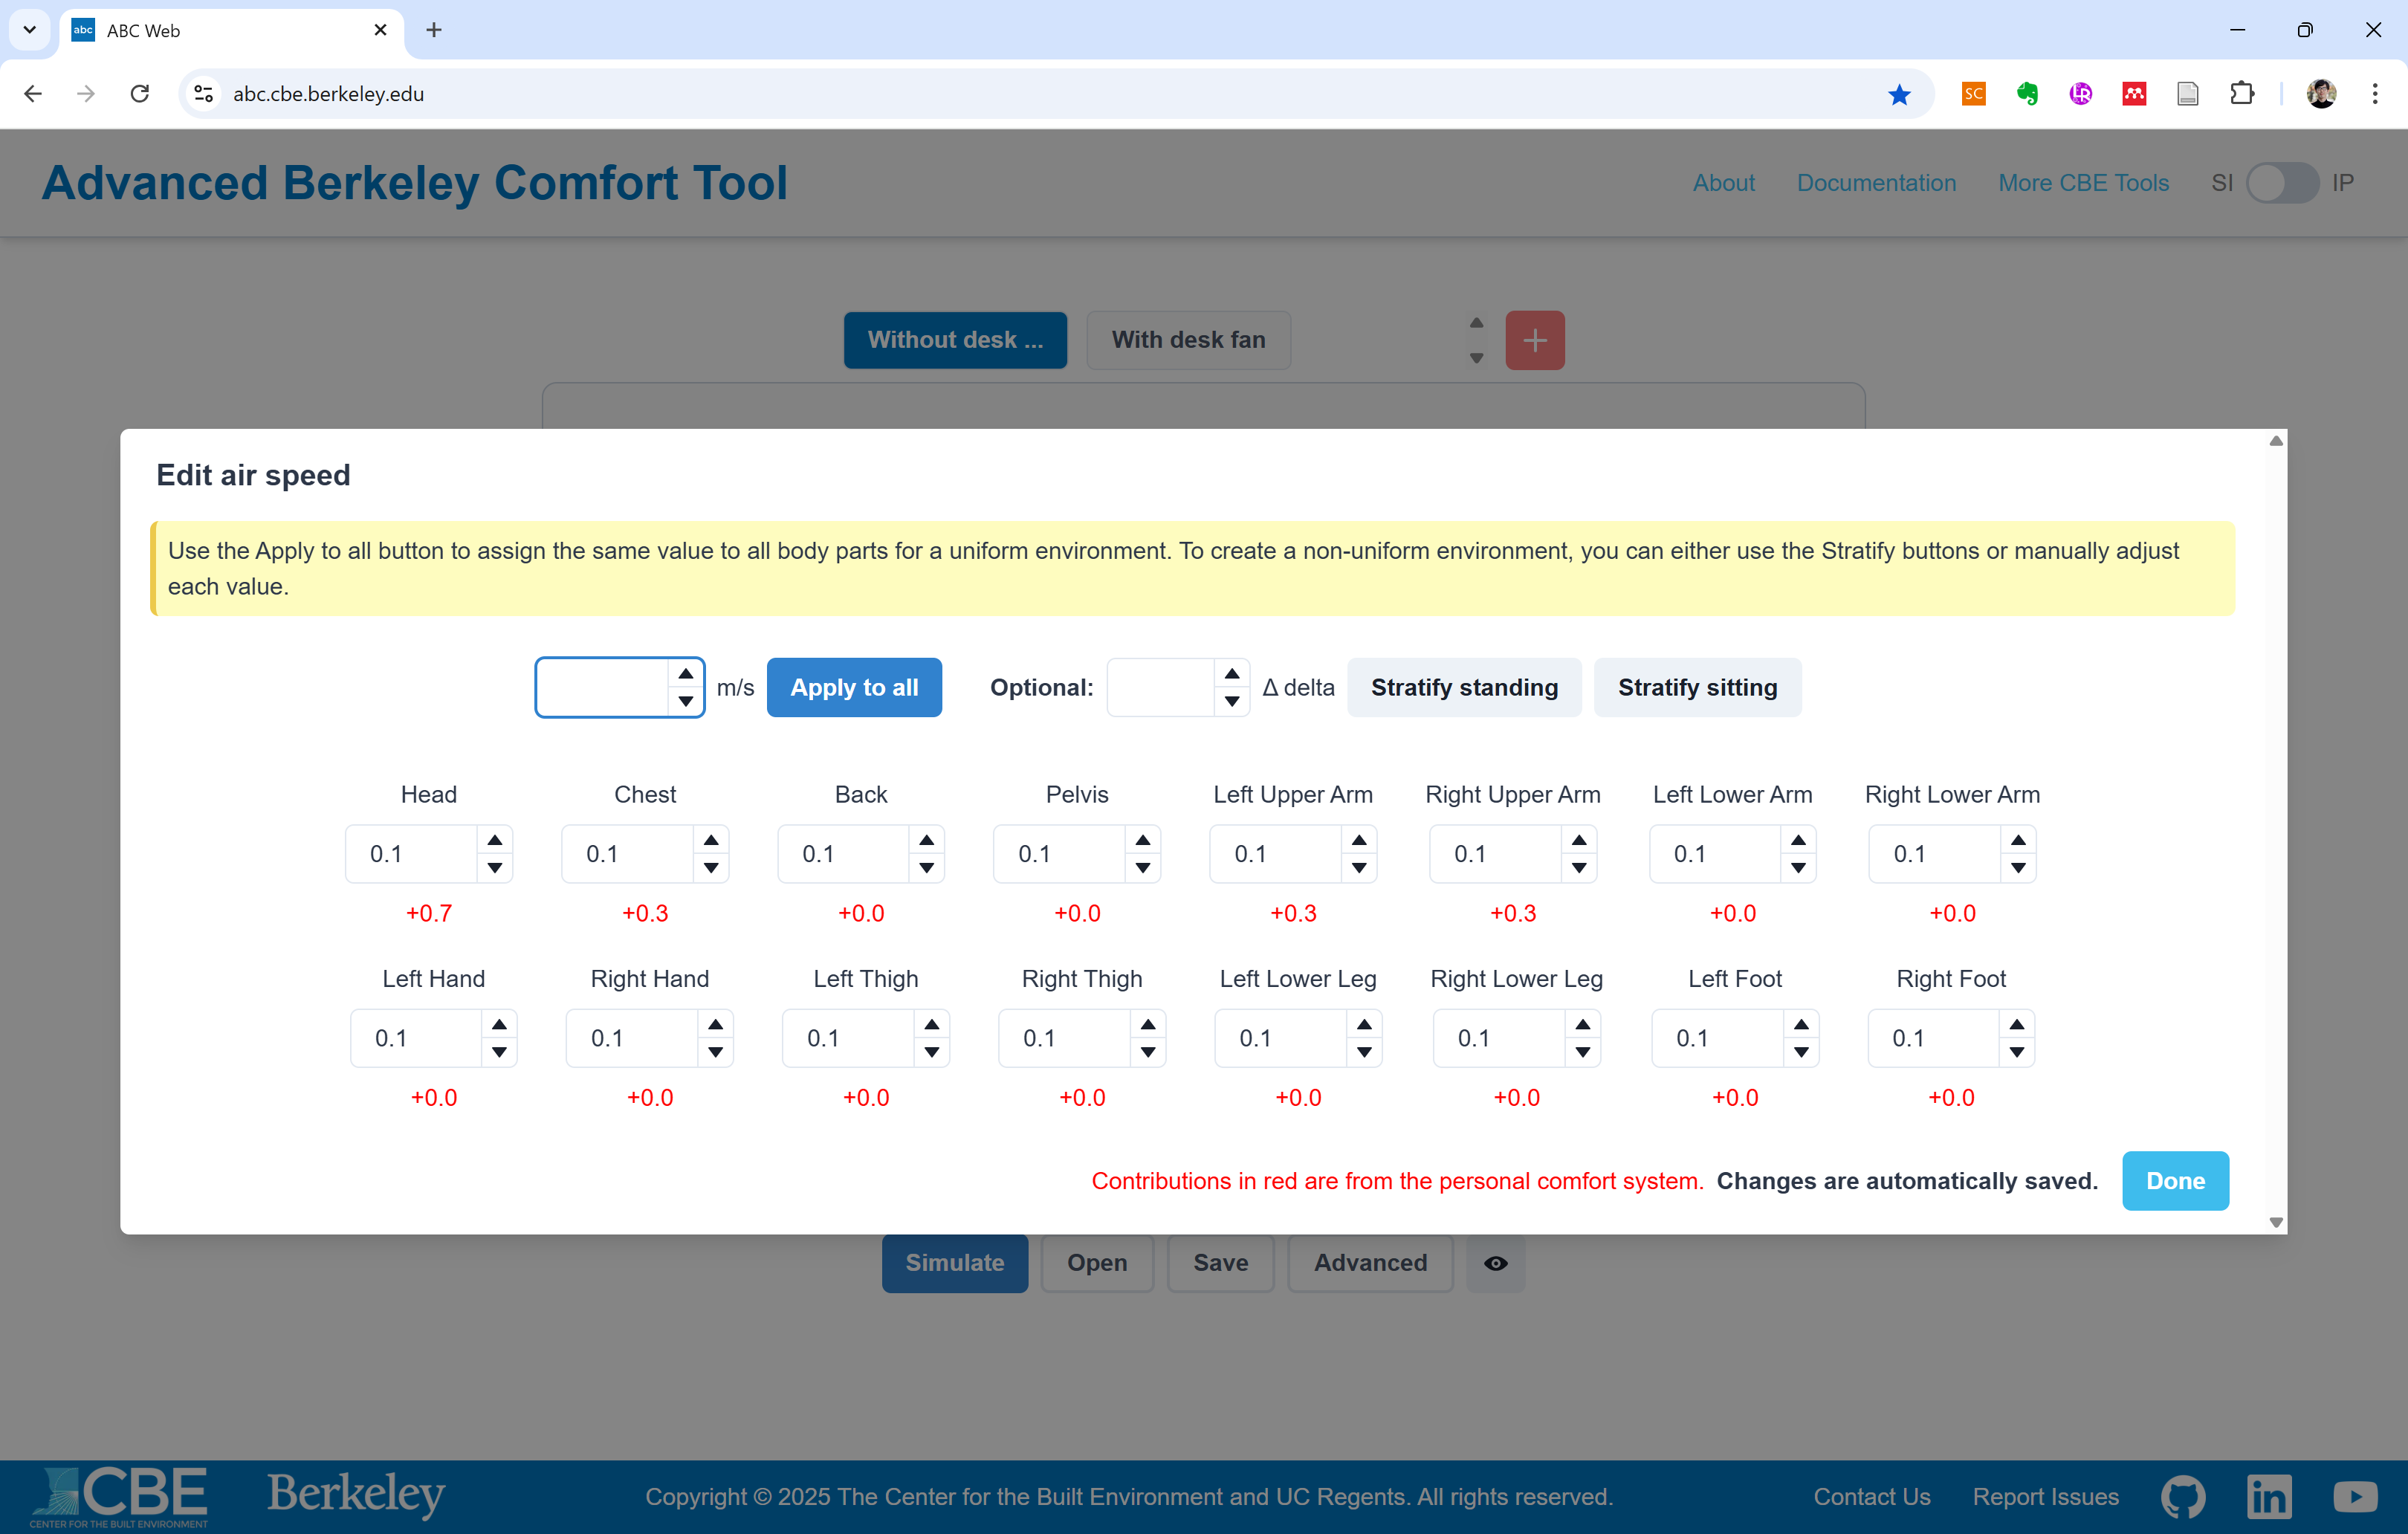 abc
ABC Web
abc.cbe.berkeley.edu
SC
Advanced Berkeley Comfort Tool
About
Documentation
More CBE Tools
SI
IP
Without desk ...
With desk fan
Edit air speed
Use the Apply to all button to assign the same value to all body parts for a uniform environment. To create a non-uniform environment, you can either use the Stratify buttons or manually adjust
each value.
m/s
Apply to all
Optional:
Δ delta
Stratify standing
Stratify sitting
Head
Chest
Back
Pelvis
Left Upper Arm
Right Upper Arm
Left Lower Arm
Right Lower Arm
0.1
0.1
0.1
0.1
0.1
0.1
0.1
0.1
+0.7
+0.3
+0.0
+0.0
+0.3
+0.3
+0.0
+0.0
Left Hand
Right Hand
Left Thigh
Right Thigh
Left Lower Leg
Right Lower Leg
Left Foot
Right Foot
0.1
0.1
0.1
0.1
0.1
0.1
0.1
0.1
+0.0
+0.0
+0.0
+0.0
+0.0
+0.0
+0.0
+0.0
Contributions in red are from the personal comfort system. Changes are automatically saved.
Done
Simulate
Open
Save
Advanced
CBE
CENTER FOR THE BUILT ENVIRONMENT
Berkeley
Copyright © 2025 The Center for the Built Environment and UC Regents. All rights reserved.
Contact Us
Report Issues
in